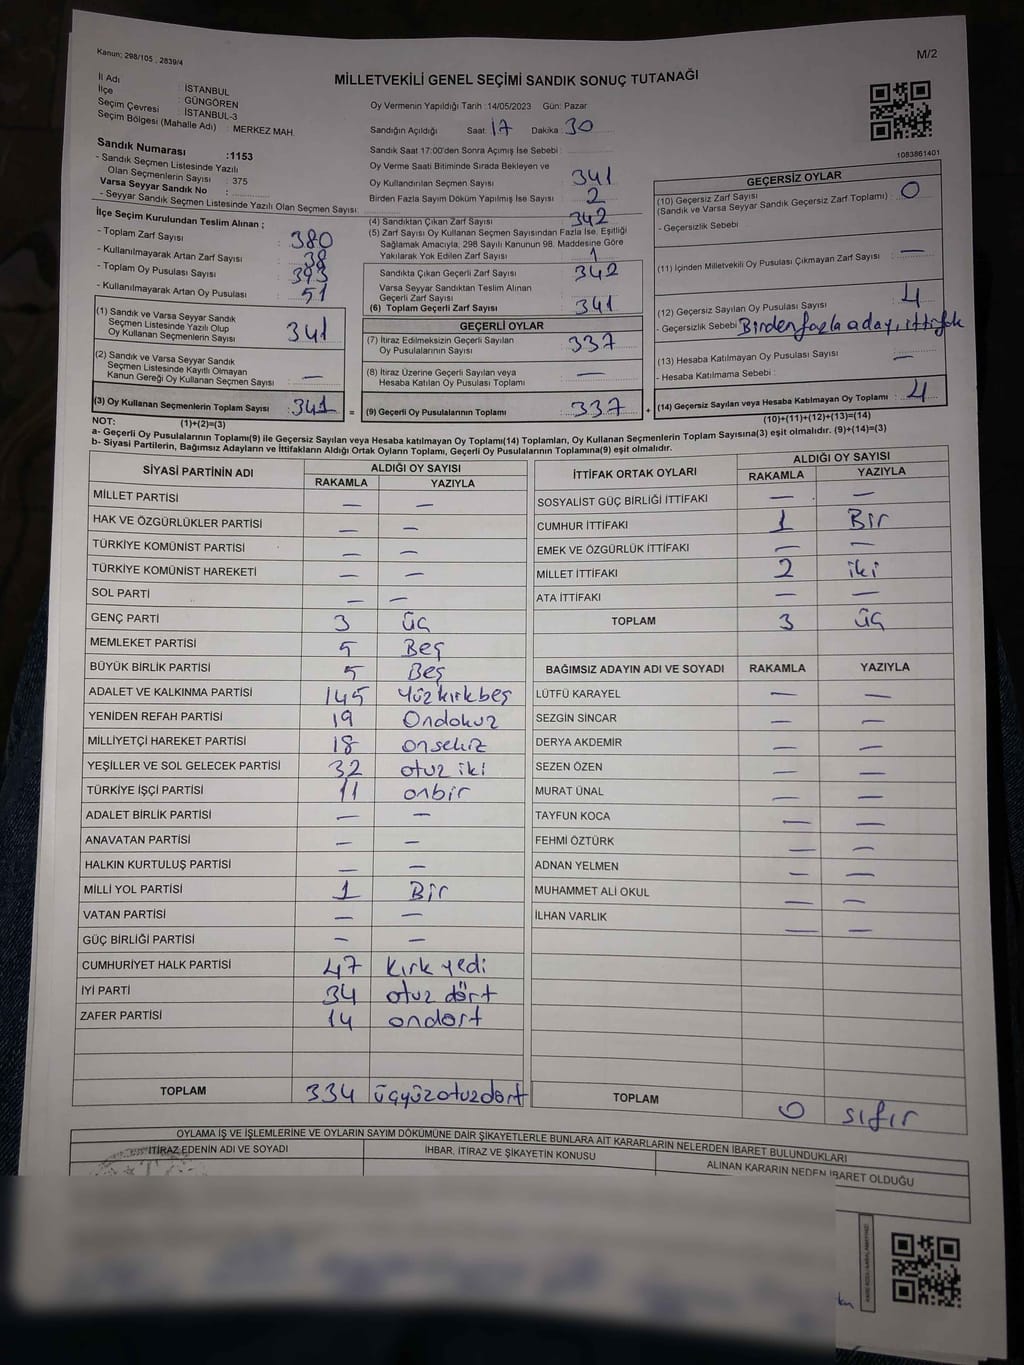 Kanun; 298/105 , 2839/4
M/2
MİLLETVEKİLİ GENEL SEÇİMİ SANDIK SONUÇ TUTANAĞI
İl Adı : İSTANBUL
İlçe : GÜNGÖREN
Seçim Çevresi : İSTANBUL-3
Seçim Bölgesi (Mahalle Adı) : MERKEZ MAH.
Sandık Numarası :1153
- Sandık Seçmen Listesinde Yazılı
Olan Seçmenlerin Sayısı : 375
Varsa Seyyar Sandık No :
- Seyyar Sandık Seçmen Listesinde Yazılı Olan Seçmen Sayısı:
İlçe Seçim Kurulundan Teslim Alınan ;
- Toplam Zarf Sayısı : 380
- Kullanılmayarak Artan Zarf Sayısı : 38
- Toplam Oy Pusulası Sayısı : 393
- Kullanılmayarak Artan Oy Pusulası : 51
(1) Sandık ve Varsa Seyyar Sandık
Seçmen Listesinde Yazılı Olup
Oy Kullanan Seçmenlerin Sayısı : 341
(2) Sandık ve Varsa Seyyar Sandık
Seçmen Listesinde Kayıtlı Olmayan
Kanun Gereği Oy Kullanan Seçmen Sayısı : —
(3) Oy Kullanan Seçmenlerin Toplam Sayısı : 341 =
(1)+(2)=(3)
Oy Vermenin Yapıldığı Tarih :14/05/2023 Gün: Pazar
Sandığın Açıldığı Saat: 17 Dakika : 30
Sandık Saat 17:00'den Sonra Açımış İse Sebebi :
Oy Verme Saati Bitiminde Sırada Bekleyen ve
Oy Kullandırılan Seçmen Sayısı 341
Birden Fazla Sayım Döküm Yapılmış İse Sayısı : 2
(4) Sandıktan Çıkan Zarf Sayısı : 342
(5) Zarf Sayısı Oy Kullanan Seçmen Sayısından Fazla İse, Eşitliği
Sağlamak Amacıyla, 298 Sayılı Kanunun 98. Maddesine Göre
Yakılarak Yok Edilen Zarf Sayısı : 1
Sandıkta Çıkan Geçerli Zarf Sayısı : 342
Varsa Seyyar Sandıktan Teslim Alınan
Geçerli Zarf Sayısı :
(6) Toplam Geçerli Zarf Sayısı : 341
GEÇERLİ OYLAR
(7) İtiraz Edilmeksizin Geçerli Sayılan
Oy Pusulalarının Sayısı : 337
(8) İtiraz Üzerine Geçerli Sayılan veya
Hesaba Katılan Oy Pusulası Toplamı : —
(9) Geçerli Oy Pusulalarının Toplamı : 337 +
1083861401
GEÇERSİZ OYLAR
(10) Geçersiz Zarf Sayısı
(Sandık ve Varsa Seyyar Sandık Geçersiz Zarf Toplamı) : 0
- Geçersizlik Sebebi :
(11) İçinden Milletvekili Oy Pusulası Çıkmayan Zarf Sayısı : —
(12) Geçersiz Sayılan Oy Pusulası Sayısı : 4
- Geçersizlik Sebebi : Birden fazla aday, ittifak
(13) Hesaba Katılmayan Oy Pusulası Sayısı : —
- Hesaba Katılmama Sebebi :
(14) Geçersiz Sayılan veya Hesaba Katılmayan Oy Toplamı : 4
(10)+(11)+(12)+(13)=(14)
NOT:
a- Geçerli Oy Pusulalarının Toplamı(9) ile Geçersiz Sayılan veya Hesaba katılmayan Oy Toplamı(14) Toplamları, Oy Kullanan Seçmenlerin Toplam Sayısına(3) eşit olmalıdır. (9)+(14)=(3)
b- Siyasi Partilerin, Bağımsız Adayların ve İttifakların Aldığı Ortak Oyların Toplamı, Geçerli Oy Pusulalarının Toplamına(9) eşit olmalıdır.
SİYASİ PARTİNİN ADI ALDIĞI OY SAYISI
RAKAMLA YAZIYLA
MİLLET PARTİSİ — —
HAK VE ÖZGÜRLÜKLER PARTİSİ — —
TÜRKİYE KOMÜNİST PARTİSİ — —
TÜRKİYE KOMÜNİST HAREKETİ — —
SOL PARTİ — —
GENÇ PARTİ 3 üç
MEMLEKET PARTİSİ 5 Beş
BÜYÜK BİRLİK PARTİSİ 5 Beş
ADALET VE KALKINMA PARTİSİ 145 Yüzkırkbeş
YENİDEN REFAH PARTİSİ 19 Ondokuz
MİLLİYETÇİ HAREKET PARTİSİ 18 onsekiz
YEŞİLLER VE SOL GELECEK PARTİSİ 32 otuz iki
TÜRKİYE İŞÇİ PARTİSİ 11 onbir
ADALET BİRLİK PARTİSİ — —
ANAVATAN PARTİSİ — —
HALKIN KURTULUŞ PARTİSİ — —
MİLLİ YOL PARTİSİ 1 Bir
VATAN PARTİSİ — —
GÜÇ BİRLİĞİ PARTİSİ — —
CUMHURİYET HALK PARTİSİ 47 kırk yedi
İYİ PARTİ 34 otuz dört
ZAFER PARTİSİ 14 ondört
TOPLAM 334 üçyüzotuzdört
İTTİFAK ORTAK OYLARI ALDIĞI OY SAYISI
RAKAMLA YAZIYLA
SOSYALİST GÜÇ BİRLİĞİ İTTİFAKI — —
CUMHUR İTTİFAKI 1 Bir
EMEK VE ÖZGÜRLÜK İTTİFAKI — —
MİLLET İTTİFAKI 2 iki
ATA İTTİFAKI — —
TOPLAM 3 üç
BAĞIMSIZ ADAYIN ADI VE SOYADI RAKAMLA YAZIYLA
LÜTFÜ KARAYEL — —
SEZGİN SİNCAR — —
DERYA AKDEMİR — —
SEZEN ÖZEN — —
MURAT ÜNAL — —
TAYFUN KOCA — —
FEHMİ ÖZTÜRK — —
ADNAN YELMEN — —
MUHAMMET ALİ OKUL — —
İLHAN VARLIK — —
TOPLAM 0 sıfır
OYLAMA İŞ VE İŞLEMLERİNE VE OYLARIN SAYIM DÖKÜMÜNE DAİR ŞİKAYETLERLE BUNLARA AİT KARARLARIN NELERDEN İBARET BULUNDUKLARI
İTİRAZ EDENİN ADI VE SOYADI
İHBAR, İTİRAZ VE ŞİKAYETİN KONUSU
ALINAN KARARIN NEDEN İBARET OLDUĞU